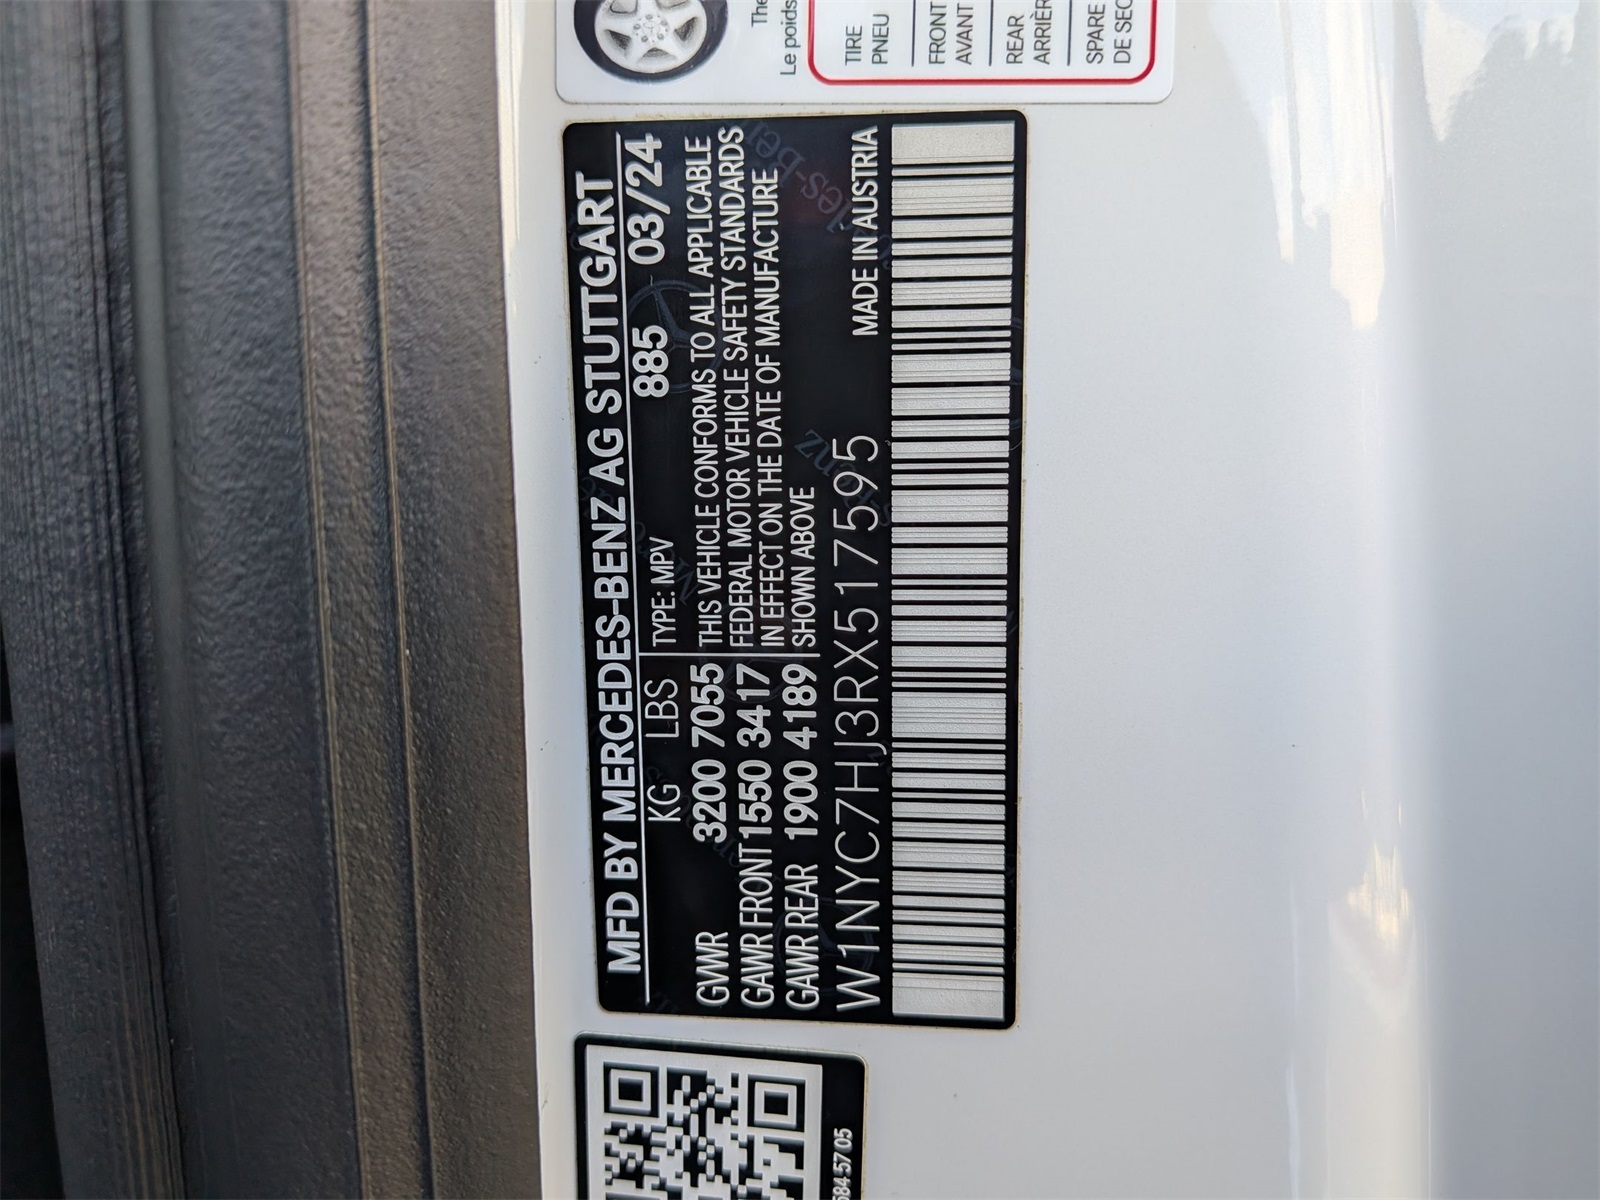 MFD BY MERCEDES-BENZ AG STUTTGART
KG LBS TYPE: MPV 885 03/24
GVWR 3200 7055 THIS VEHICLE CONFORMS TO ALL APPLICABLE
FEDERAL MOTOR VEHICLE SAFETY STANDARDS
GAWR FRONT 1550 3417 IN EFFECT ON THE DATE OF MANUFACTURE
GAWR REAR 1900 4189 SHOWN ABOVE
W1NYC7HJ3RX517595 MADE IN AUSTRIA
The
Le poids
TIRE
PNEU
FRONT
AVANT
REAR
ARRIÈR
SPARE
DE SEC
5845705